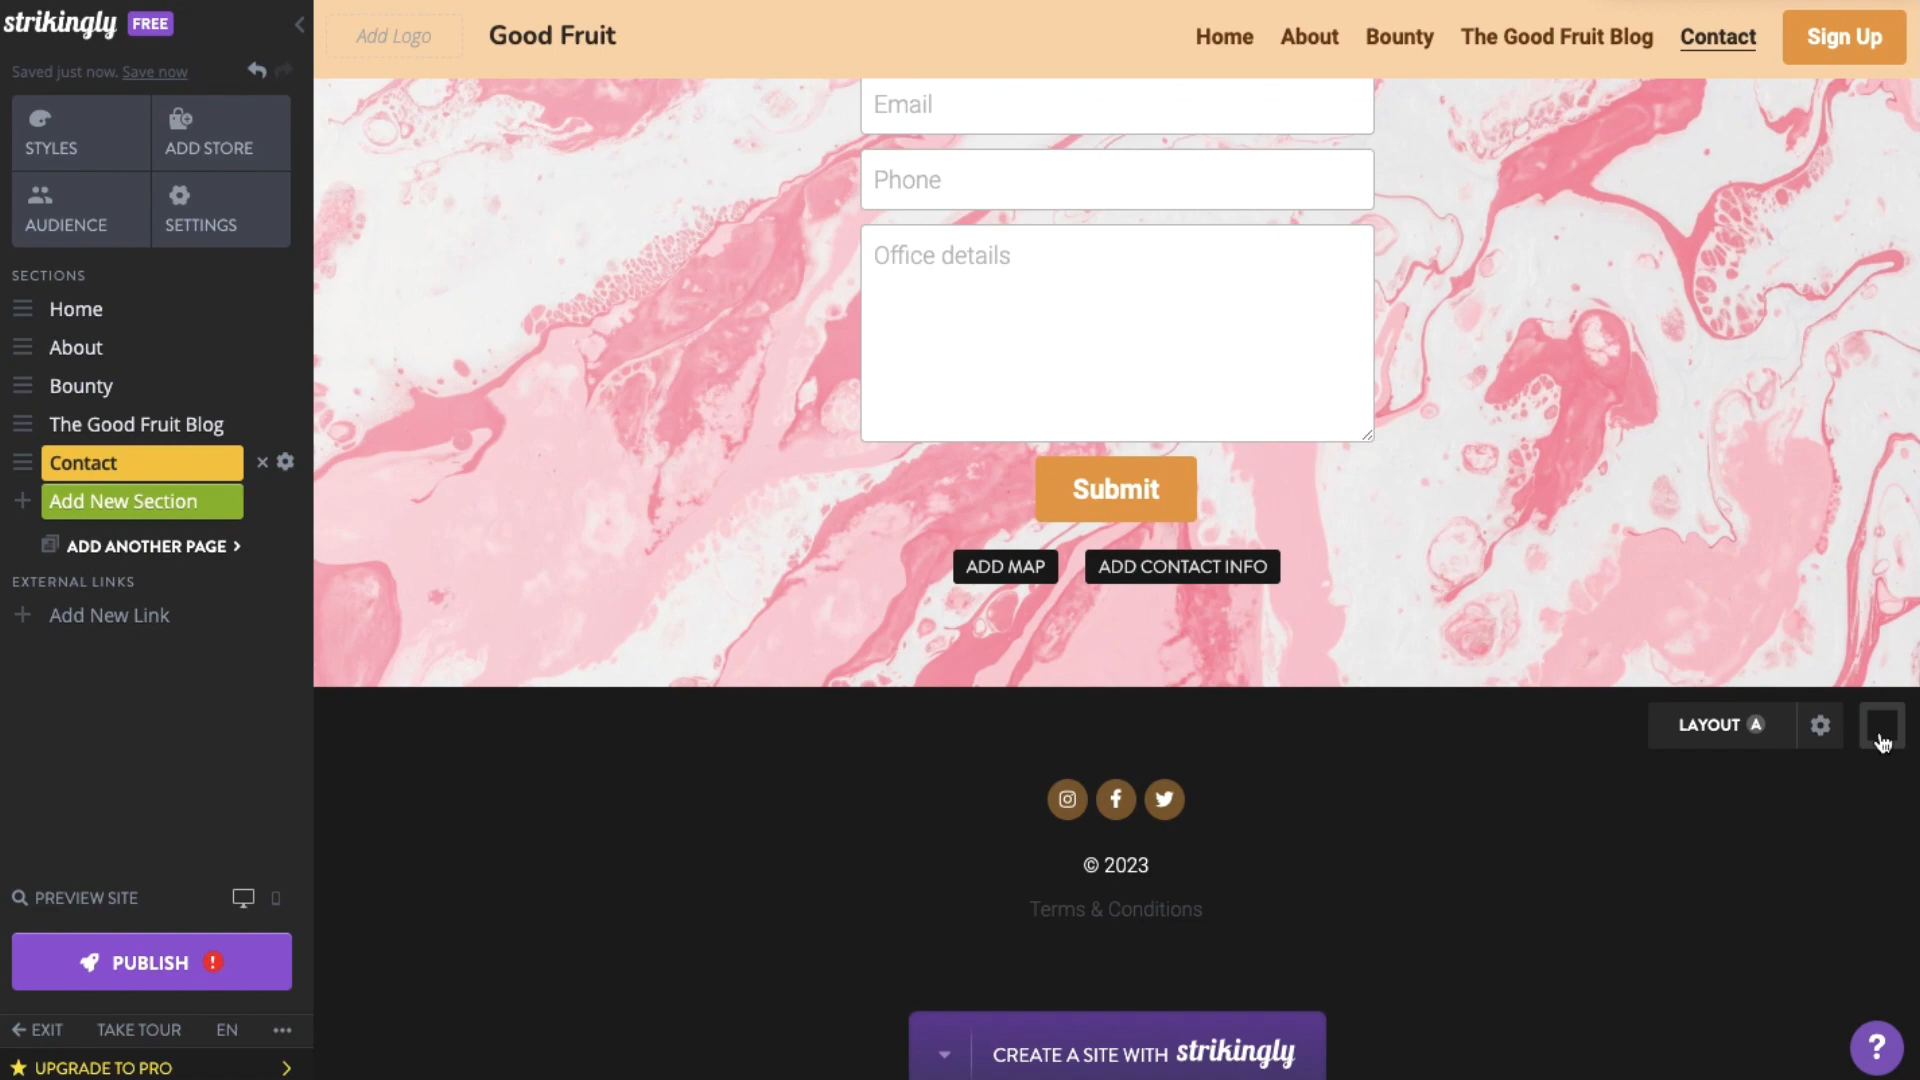 strikingly FREE
Saved just now. Save now
STYLES
ADD STORE
AUDIENCE
SETTINGS
SECTIONS
Home
About
Bounty
The Good Fruit Blog
Contact
Add New Section
ADD ANOTHER PAGE
EXTERNAL LINKS
Add New Link
PREVIEW SITE
PUBLISH !
EXIT TAKE TOUR EN
UPGRADE TO PRO
Add Logo Good Fruit Home About Bounty The Good Fruit Blog Contact Sign Up
Email
Phone
Office details
Submit
ADD MAP ADD CONTACT INFO
LAYOUT A
© 2023
Terms & Conditions
CREATE A SITE WITH strikingly
?